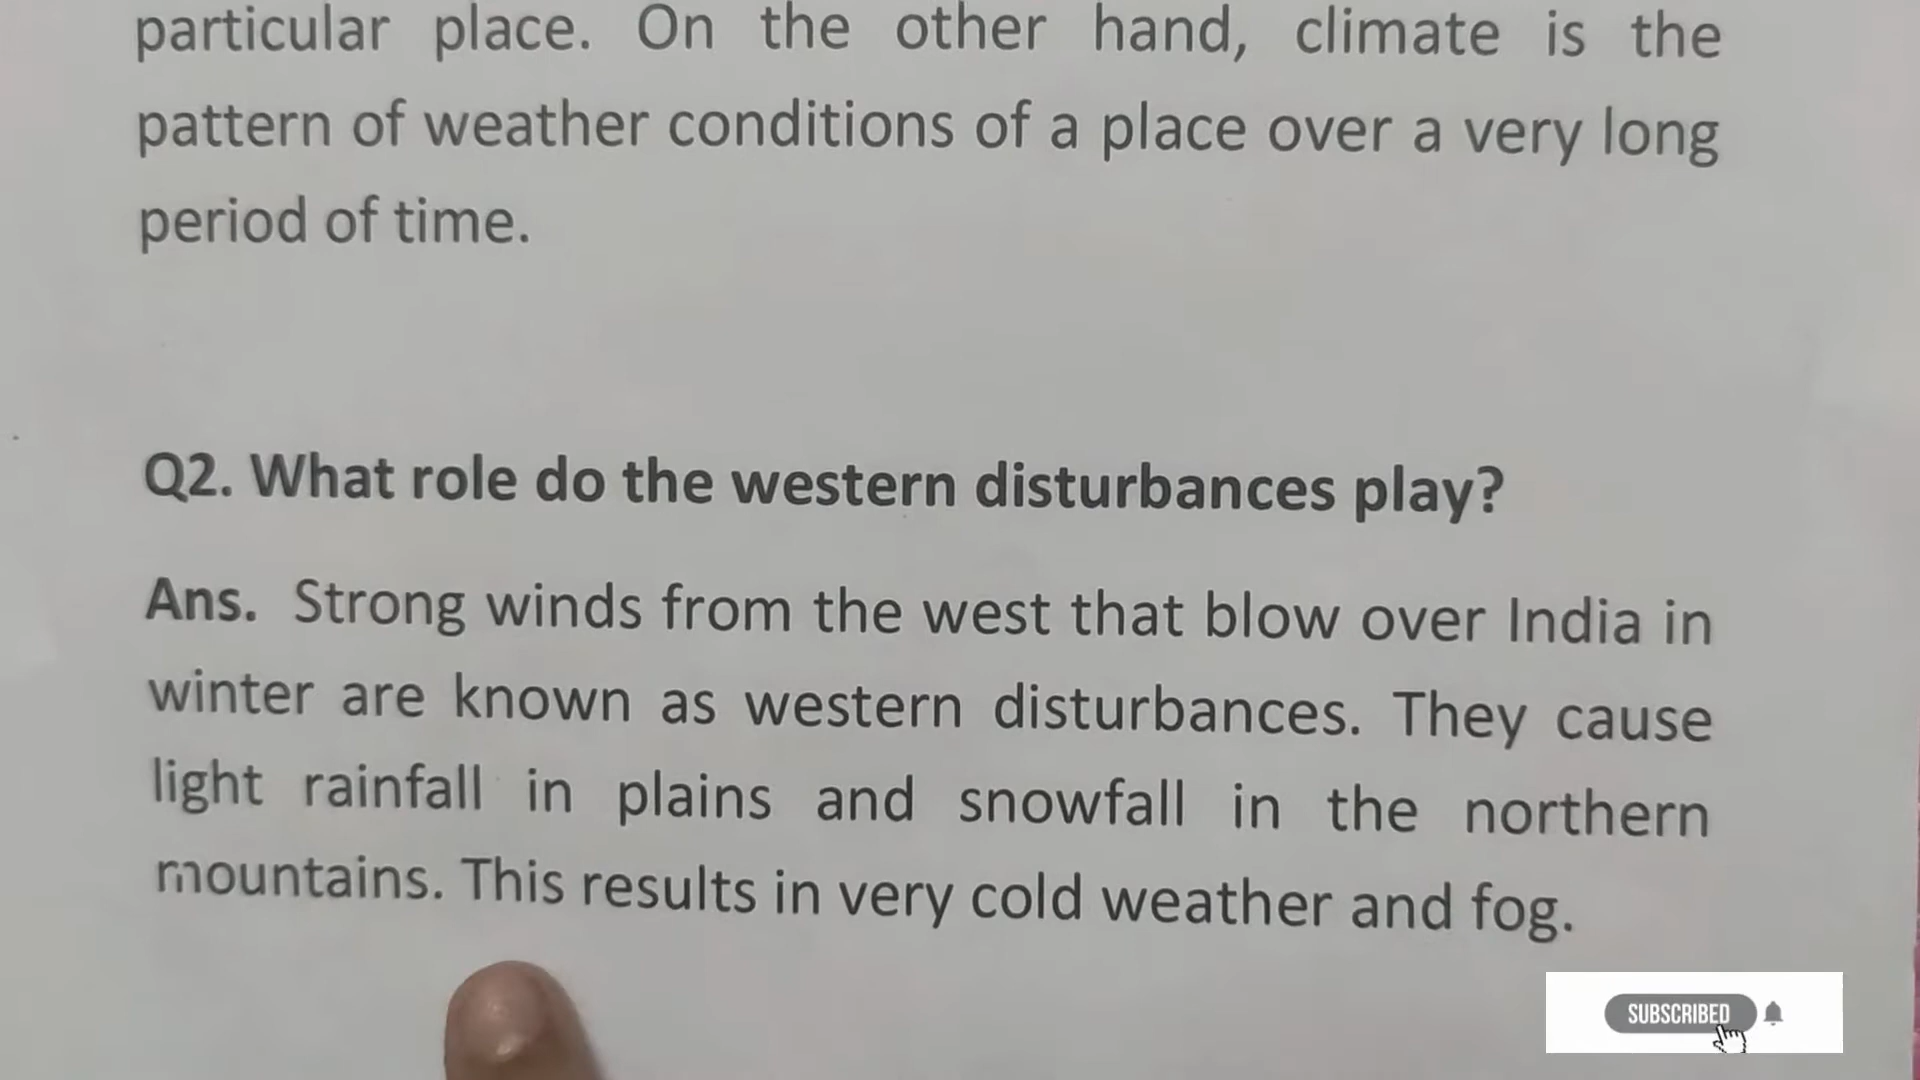 particular place. On the other hand, climate is the
pattern of weather conditions of a place over a very long
period of time.
Q2. What role do the western disturbances play?
Ans. Strong winds from the west that blow over India in
winter are known as western disturbances. They cause
light rainfall in plains and snowfall in the northern
mountains. This results in very cold weather and fog.
SUBSCRIBED